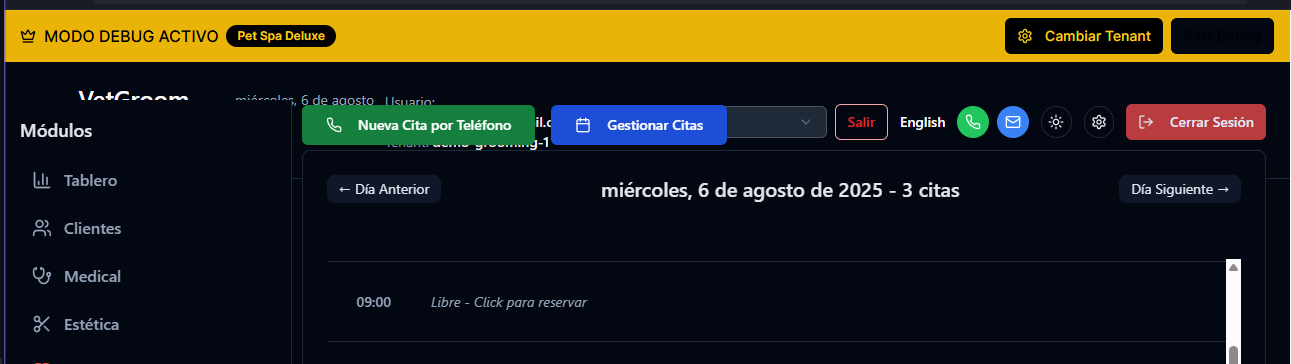 MODO DEBUG ACTIVO Pet Spa Deluxe Cambiar Tenant Salir Debug
VetGroom miércoles, 6 de agosto Usuario:
Módulos Nueva Cita por Teléfono Gestionar Citas Salir English Cerrar Sesión
Tenant: demo-grooming-1
← Día Anterior miércoles, 6 de agosto de 2025 - 3 citas Día Siguiente →
Tablero
Clientes
Medical
09:00 Libre - Click para reservar
Estética